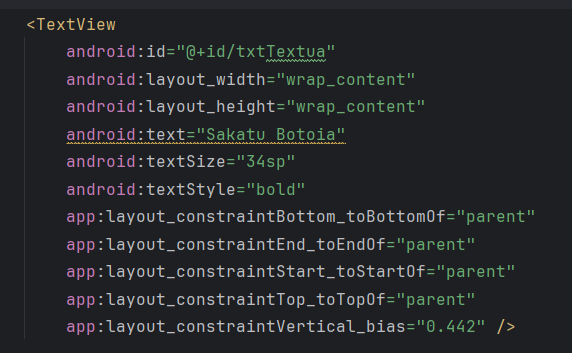 <TextView
android:id="@+id/txtTextua"
android:layout_width="wrap_content"
android:layout_height="wrap_content"
android:text="Sakatu Botoia"
android:textSize="34sp"
android:textStyle="bold"
app:layout_constraintBottom_toBottomOf="parent"
app:layout_constraintEnd_toEndOf="parent"
app:layout_constraintStart_toStartOf="parent"
app:layout_constraintTop_toTopOf="parent"
app:layout_constraintVertical_bias="0.442" />